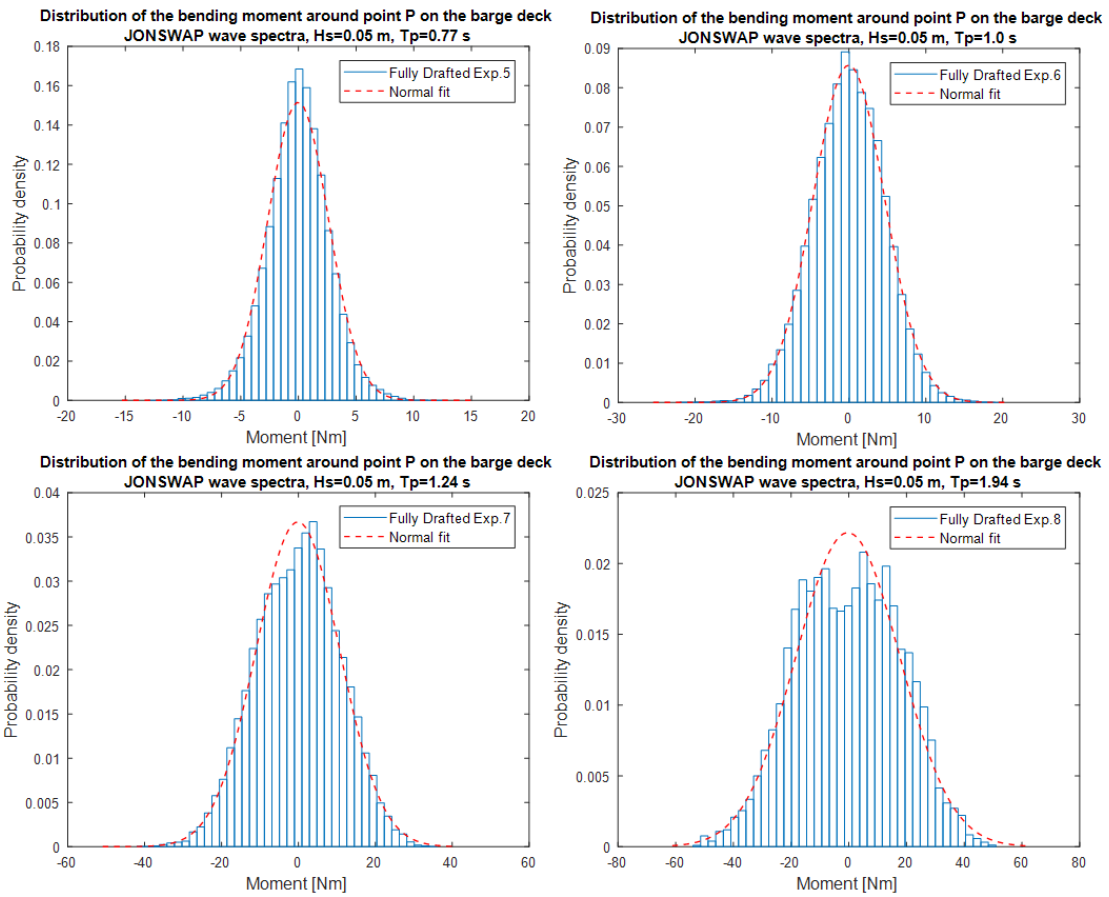 Distribution of the bending moment around point P on the barge deck
JONSWAP wave spectra, Hs=0.05 m, Tp=0.77 s
0.18
0.16
0.14
0.12
0.1
0.08
0.06
0.04
0.02
0
Probability density
Fully Drafted Exp.5
Normal fit
-20
-15
-10
-5
0
5
10
15
20
Moment [Nm]
Distribution of the bending moment around point P on the barge deck
JONSWAP wave spectra, Hs=0.05 m, Tp=1.0 s
0.09
0.08
0.07
0.06
0.05
0.04
0.03
0.02
0.01
0
Probability density
Fully Drafted Exp.6
Normal fit
-30
-20
-10
0
10
20
30
Moment [Nm]
Distribution of the bending moment around point P on the barge deck
JONSWAP wave spectra, Hs=0.05 m, Tp=1.24 s
0.04
0.035
0.03
0.025
0.02
0.015
0.01
0.005
0
Probability density
Fully Drafted Exp.7
Normal fit
-60
-40
-20
0
20
40
60
Moment [Nm]
Distribution of the bending moment around point P on the barge deck
JONSWAP wave spectra, Hs=0.05 m, Tp=1.94 s
0.025
0.02
0.015
0.01
0.005
0
Probability density
Fully Drafted Exp.8
Normal fit
-80
-60
-40
-20
0
20
40
60
80
Moment [Nm]